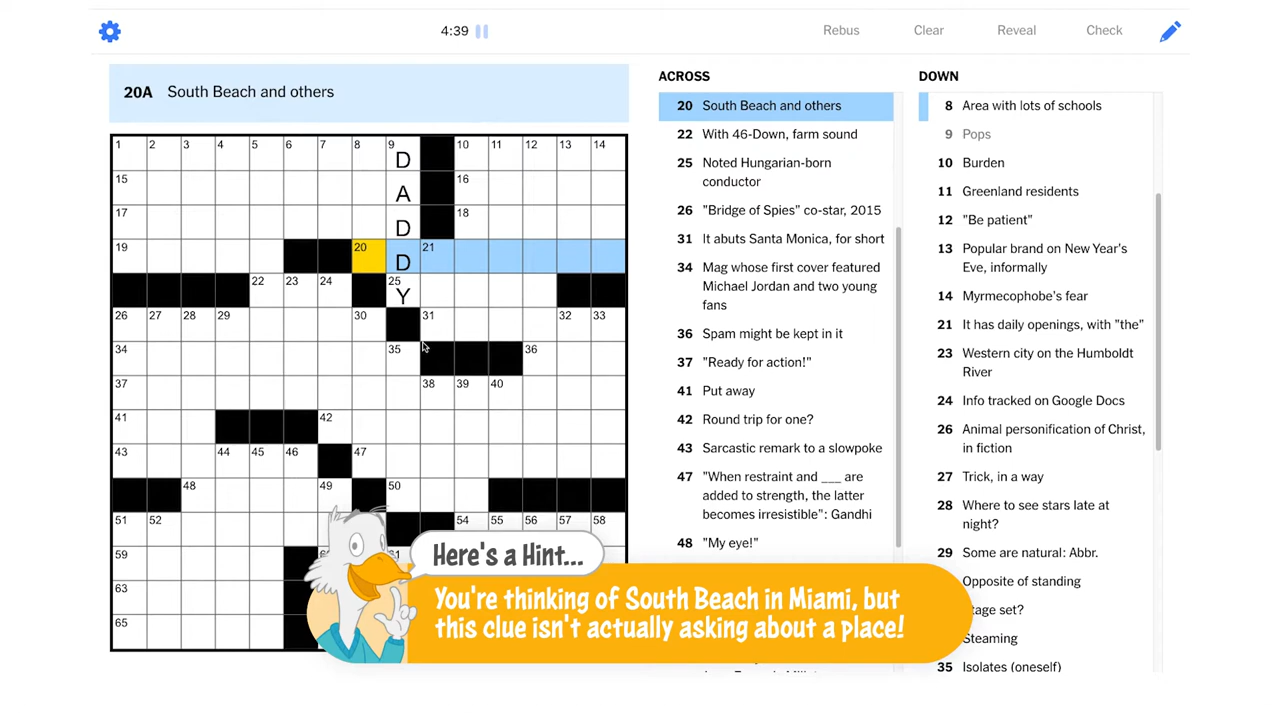 4:39
Rebus
Clear
Reveal
Check
20A South Beach and others
1 2 3 4 5 6 7 8 9 D 10 11 12 13 14
15 A 16
17 D 18
19 20 D 21
22 23 24 25 Y
26 27 28 29 30 31 32 33
34 35 36
37 38 39 40
41 42
43 44 45 46 47
48 49 50
51 52 54 55 56 57 58
59 61
63
65
ACROSS
20 South Beach and others
22 With 46-Down, farm sound
25 Noted Hungarian-born
conductor
26 "Bridge of Spies" co-star, 2015
31 It abuts Santa Monica, for short
34 Mag whose first cover featured
Michael Jordan and two young
fans
36 Spam might be kept in it
37 "Ready for action!"
41 Put away
42 Round trip for one?
43 Sarcastic remark to a slowpoke
47 "When restraint and ___ are
added to strength, the latter
becomes irresistible": Gandhi
48 "My eye!"
DOWN
8 Area with lots of schools
9 Pops
10 Burden
11 Greenland residents
12 "Be patient"
13 Popular brand on New Year's
Eve, informally
14 Myrmecophobe's fear
21 It has daily openings, with "the"
23 Western city on the Humboldt
River
24 Info tracked on Google Docs
26 Animal personification of Christ,
in fiction
27 Trick, in a way
28 Where to see stars late at
night?
29 Some are natural: Abbr.
Opposite of standing
tage set?
Steaming
35 Isolates (oneself)
Here's a Hint...
You're thinking of South Beach in Miami, but
this clue isn't actually asking about a place!